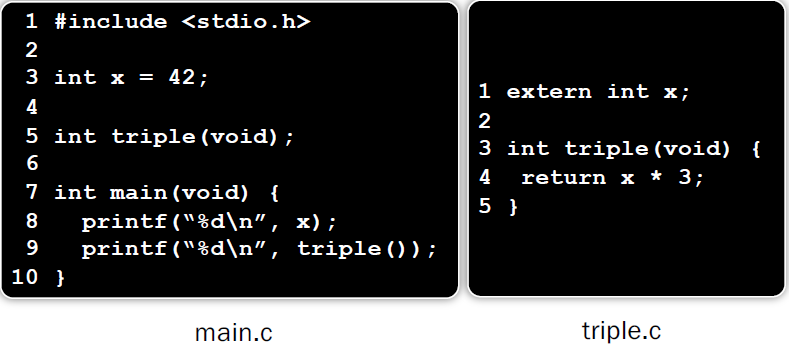 1 #include <stdio.h>
2
3 int x = 42;
4
5 int triple(void);
6
7 int main(void) {
8   printf(“%d\n”, x);
9   printf(“%d\n”, triple());
10 }
main.c
1 extern int x;
2
3 int triple(void) {
4  return x * 3;
5 }
triple.c